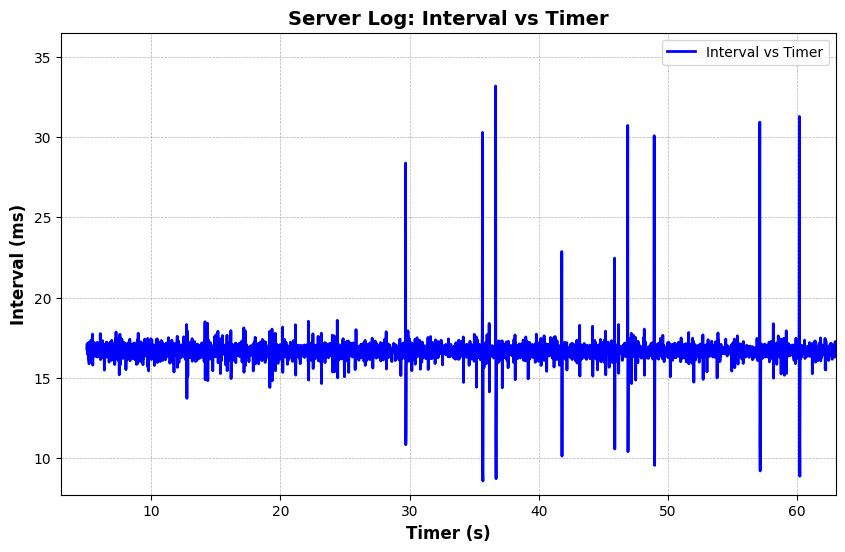 Server Log: Interval vs Timer
Interval vs Timer
35
30
25
20
15
10
Interval (ms)
10 20 30 40 50 60
Timer (s)